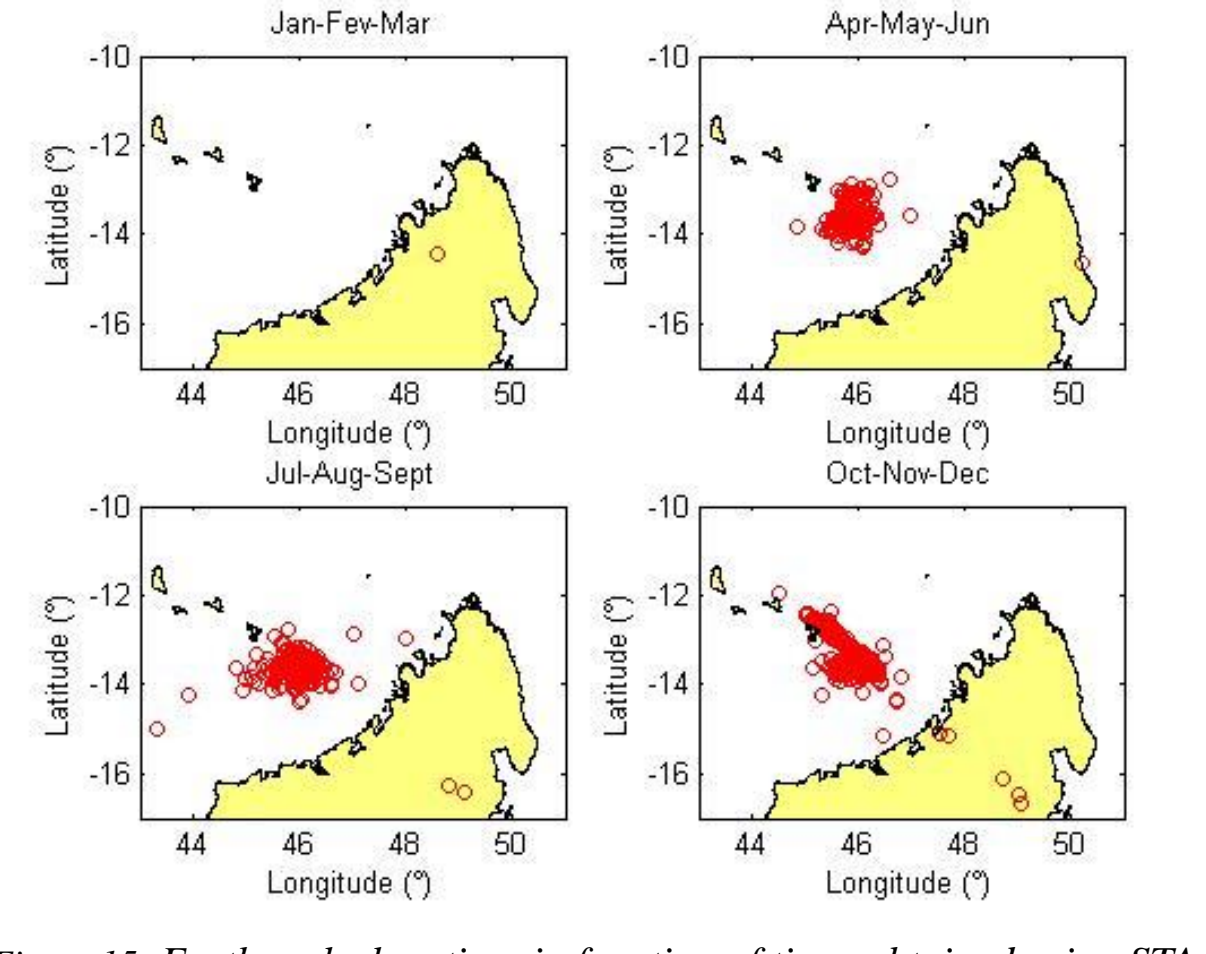 Jan-Fev-Mar
Apr-May-Jun
-10
-12
-14
-16
Latitude (°)
44 46 48 50
Longitude (°)
-10
-12
-14
-16
Latitude (°)
44 46 48 50
Longitude (°)
Jul-Aug-Sept
Oct-Nov-Dec
-10
-12
-14
-16
Latitude (°)
44 46 48 50
Longitude (°)
-10
-12
-14
-16
Latitude (°)
44 46 48 50
Longitude (°)